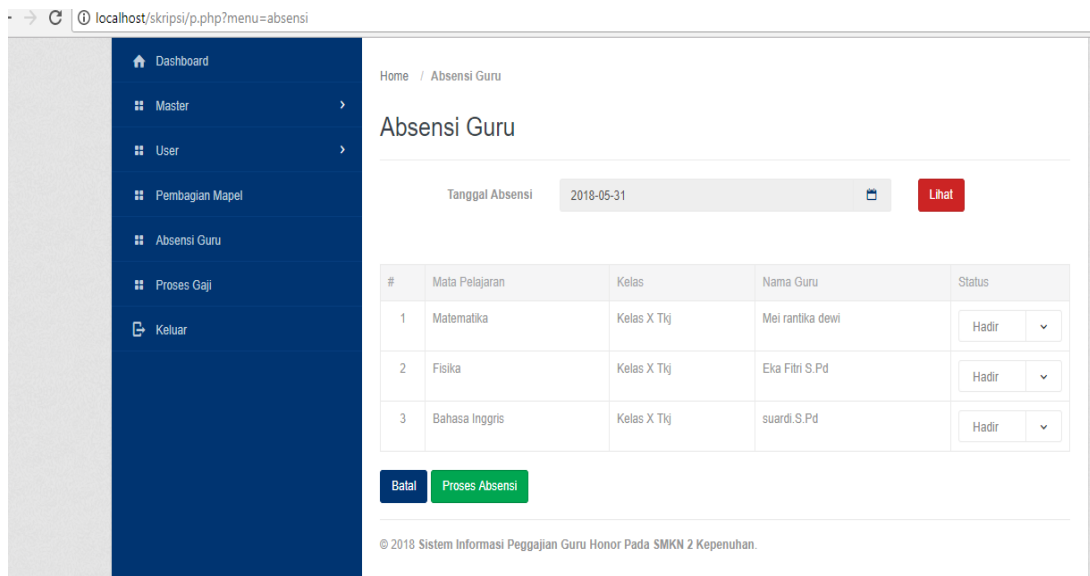 localhost/skripsi/p.php?menu=absensi
Dashboard
Master
User
Pembagian Mapel
Absensi Guru
Proses Gaji
Keluar
Home / Absensi Guru
Absensi Guru
Tanggal Absensi 2018-05-31 Lihat
# Mata Pelajaran Kelas Nama Guru Status
1 Matematika Kelas X Tkj Mei rantika dewi Hadir
2 Fisika Kelas X Tkj Eka Fitri S.Pd Hadir
3 Bahasa Inggris Kelas X Tkj suardi.S.Pd Hadir
Batal Proses Absensi
© 2018 Sistem Informasi Peggajian Guru Honor Pada SMKN 2 Kepenuhan.